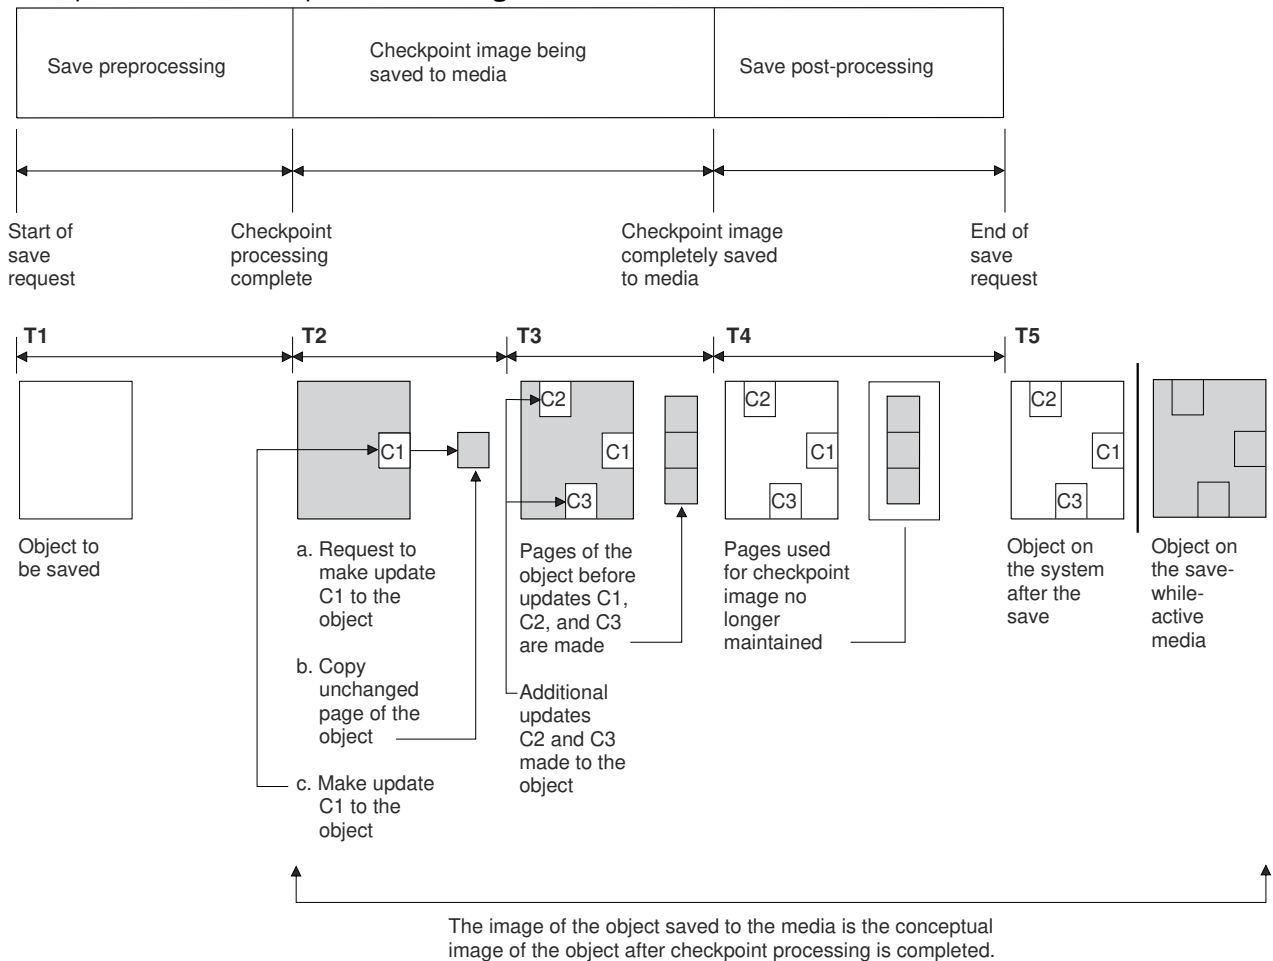 Save preprocessing
Checkpoint image being
saved to media
Save post-processing
Start of
save
request
Checkpoint
processing
complete
Checkpoint image
completely saved
to media
End of
save
request
T1
T2
T3
T4
T5
C1
C2
C1
C3
C2
C1
C3
C2
C1
C3
Object to
be saved
a. Request to
make update
C1 to the
object
b. Copy
unchanged
page of the
object
c. Make update
C1 to the
object
Pages of the
object before
updates C1,
C2, and C3
are made
Additional
updates
C2 and C3
made to the
object
Pages used
for checkpoint
image no
longer
maintained
Object on
the system
after the
save
Object on
the save-
while-
active
media
The image of the object saved to the media is the conceptual
image of the object after checkpoint processing is completed.